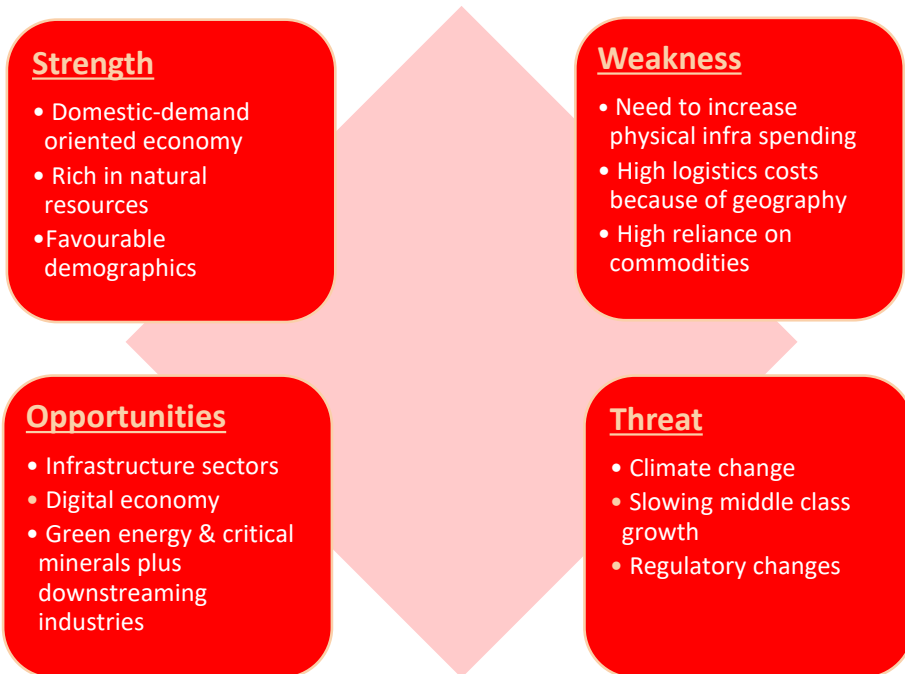 Strength
• Domestic-demand
oriented economy
• Rich in natural
resources
•Favourable
demographics
Weakness
• Need to increase
physical infra spending
• High logistics costs
because of geography
• High reliance on
commodities
Opportunities
• Infrastructure sectors
• Digital economy
• Green energy & critical
minerals plus
downstreaming
industries
Threat
• Climate change
• Slowing middle class
growth
• Regulatory changes